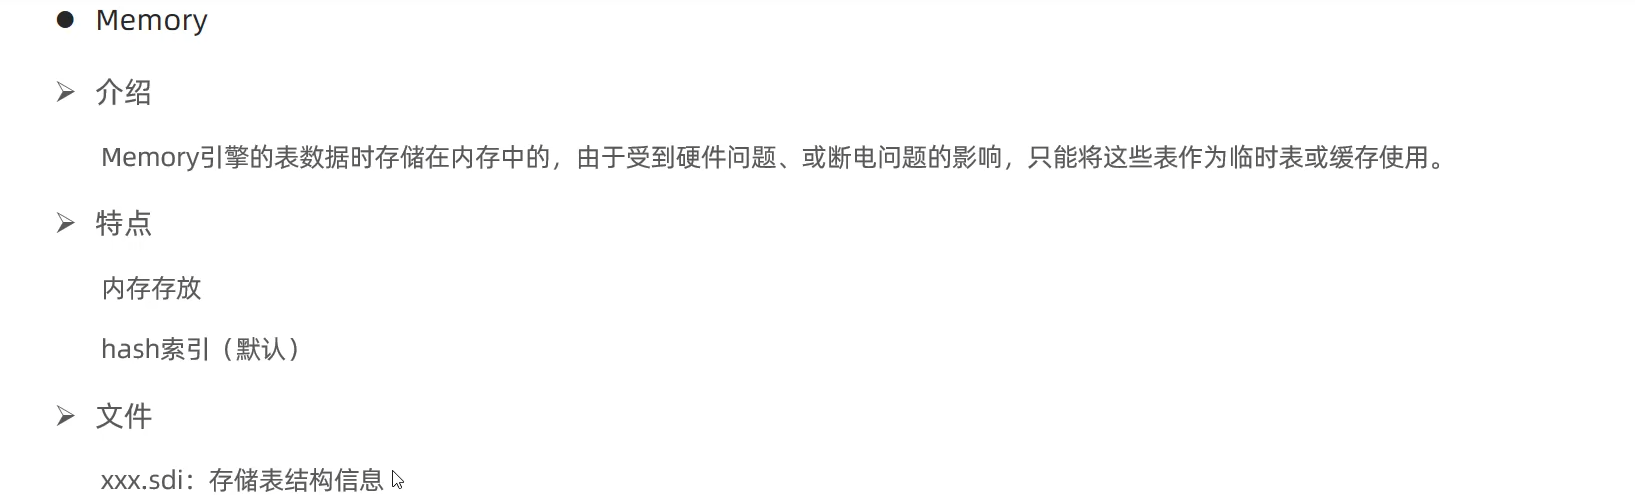 ● Memory
➢ 介绍
Memory引擎的表数据时存储在内存中的，由于受到硬件问题、或断电问题的影响，只能将这些表作为临时表或缓存使用。
➢ 特点
内存存放
hash索引（默认）
➢ 文件
xxx.sdi：存储表结构信息